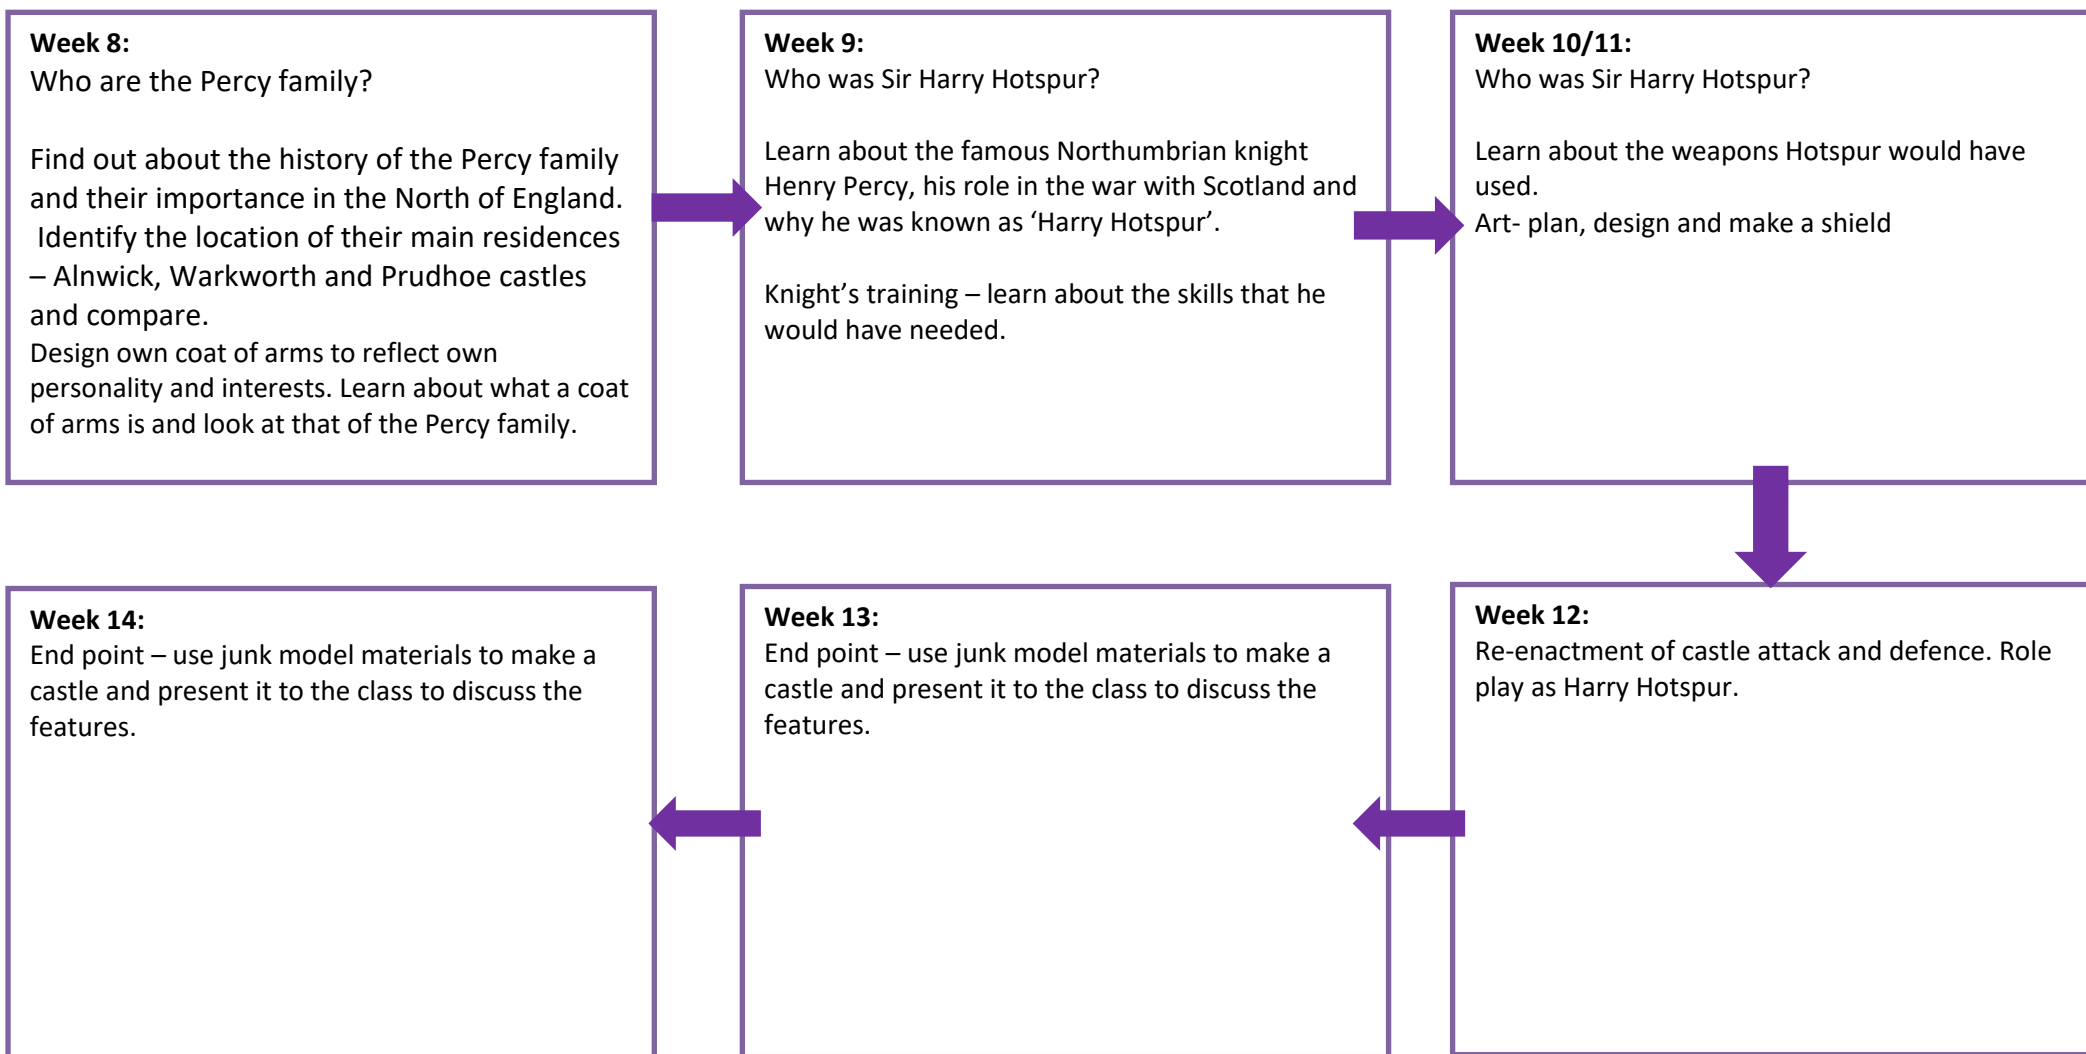 Week 8:
Who are the Percy family?
Find out about the history of the Percy family
and their importance in the North of England.
Identify the location of their main residences
– Alnwick, Warkworth and Prudhoe castles
and compare.
Design own coat of arms to reflect own
personality and interests. Learn about what a coat
of arms is and look at that of the Percy family.
Week 9:
Who was Sir Harry Hotspur?
Learn about the famous Northumbrian knight
Henry Percy, his role in the war with Scotland and
why he was known as ‘Harry Hotspur’.
Knight’s training – learn about the skills that he
would have needed.
Week 10/11:
Who was Sir Harry Hotspur?
Learn about the weapons Hotspur would have
used.
Art- plan, design and make a shield
Week 12:
Re-enactment of castle attack and defence. Role
play as Harry Hotspur.
Week 13:
End point – use junk model materials to make a
castle and present it to the class to discuss the
features.
Week 14:
End point – use junk model materials to make a
castle and present it to the class to discuss the
features.